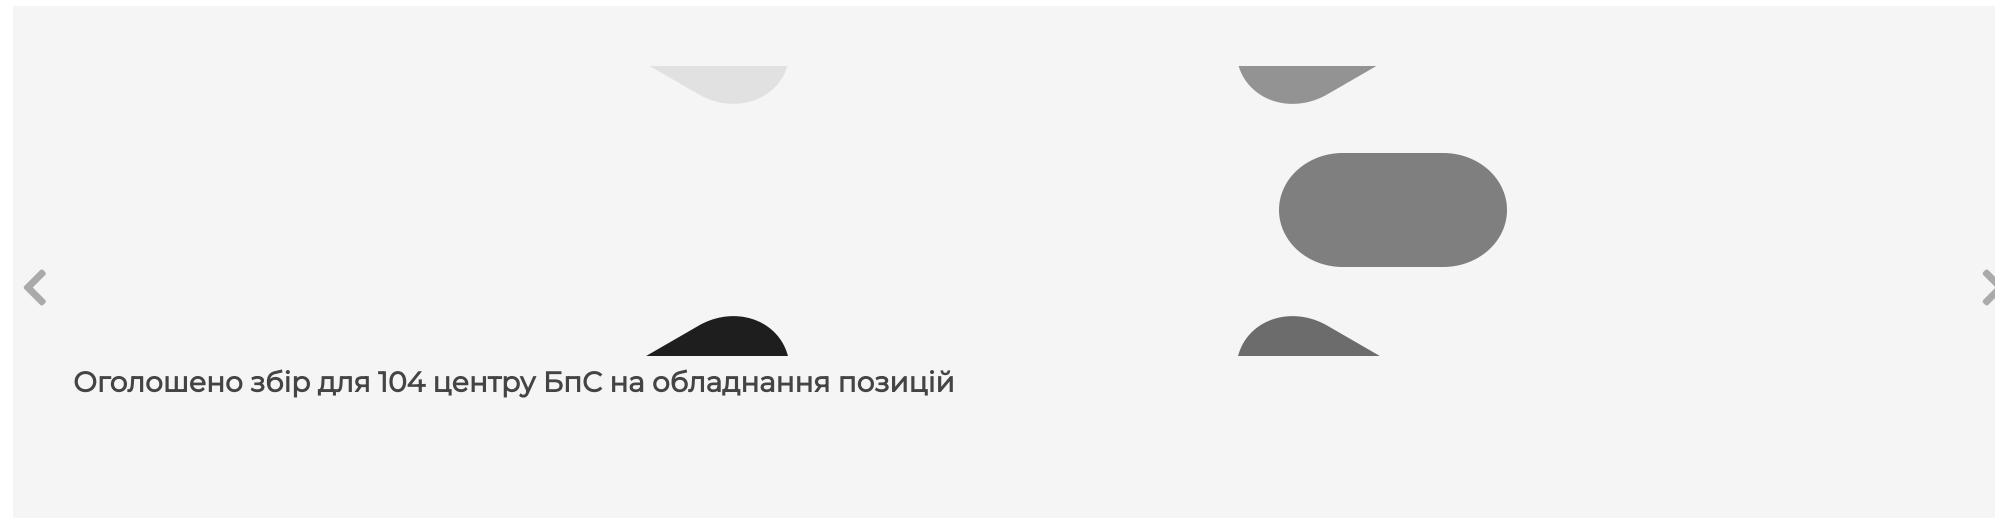 Оголошено збір для 104 центру БпС на обладнання позицій